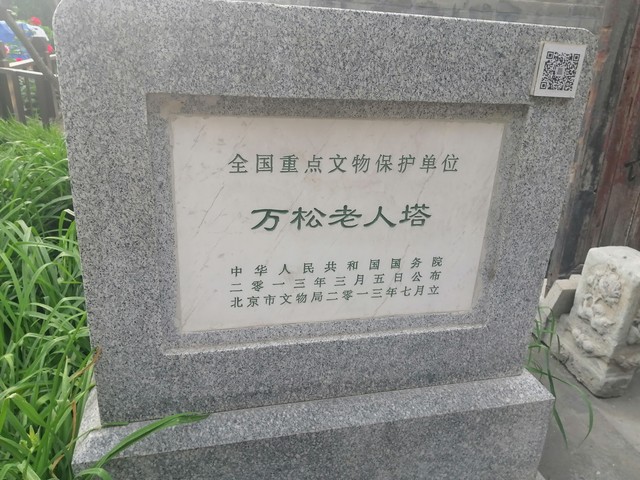 全国重点文物保护单位
万松老人塔
中华人民共和国国务院
二零一三年三月五日公布
北京市文物局二零一三年七月立